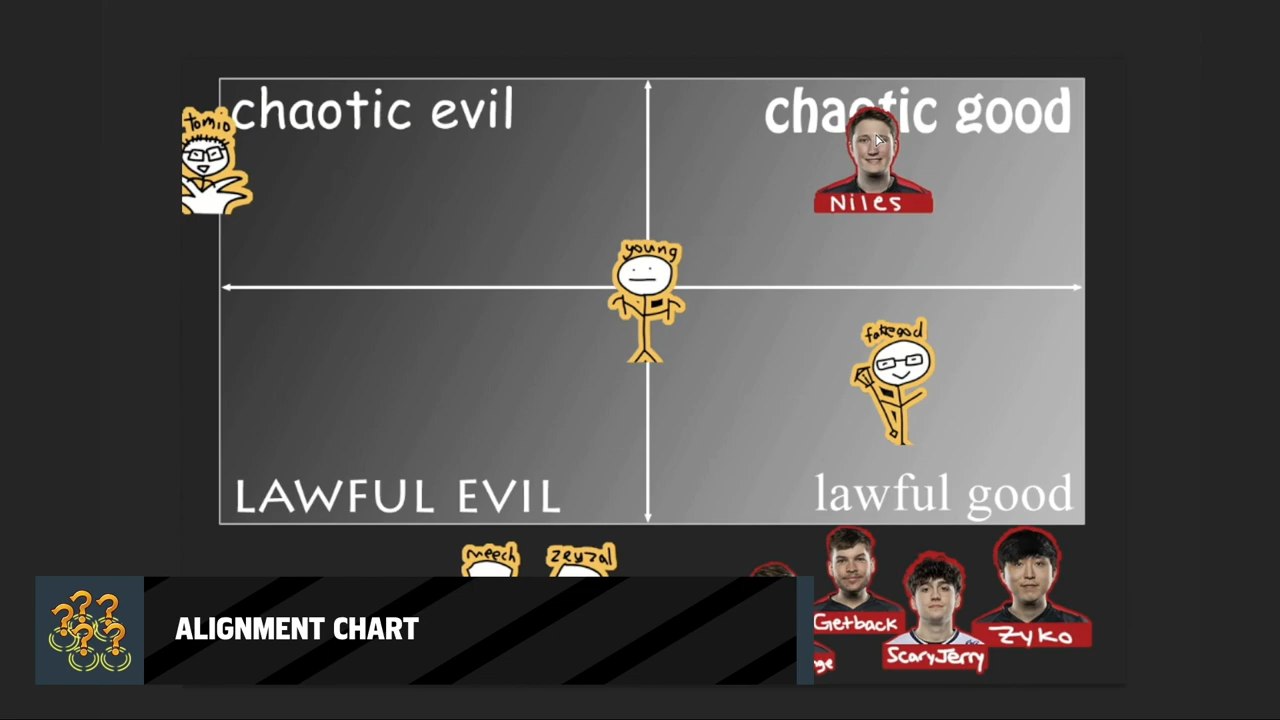 chaotic evil
chaotic good
tomio
Niles
young
fakegod
LAWFUL EVIL
lawful good
meech
zeyzal
ALIGNMENT CHART
Getback
ScaryJerry
Zyko